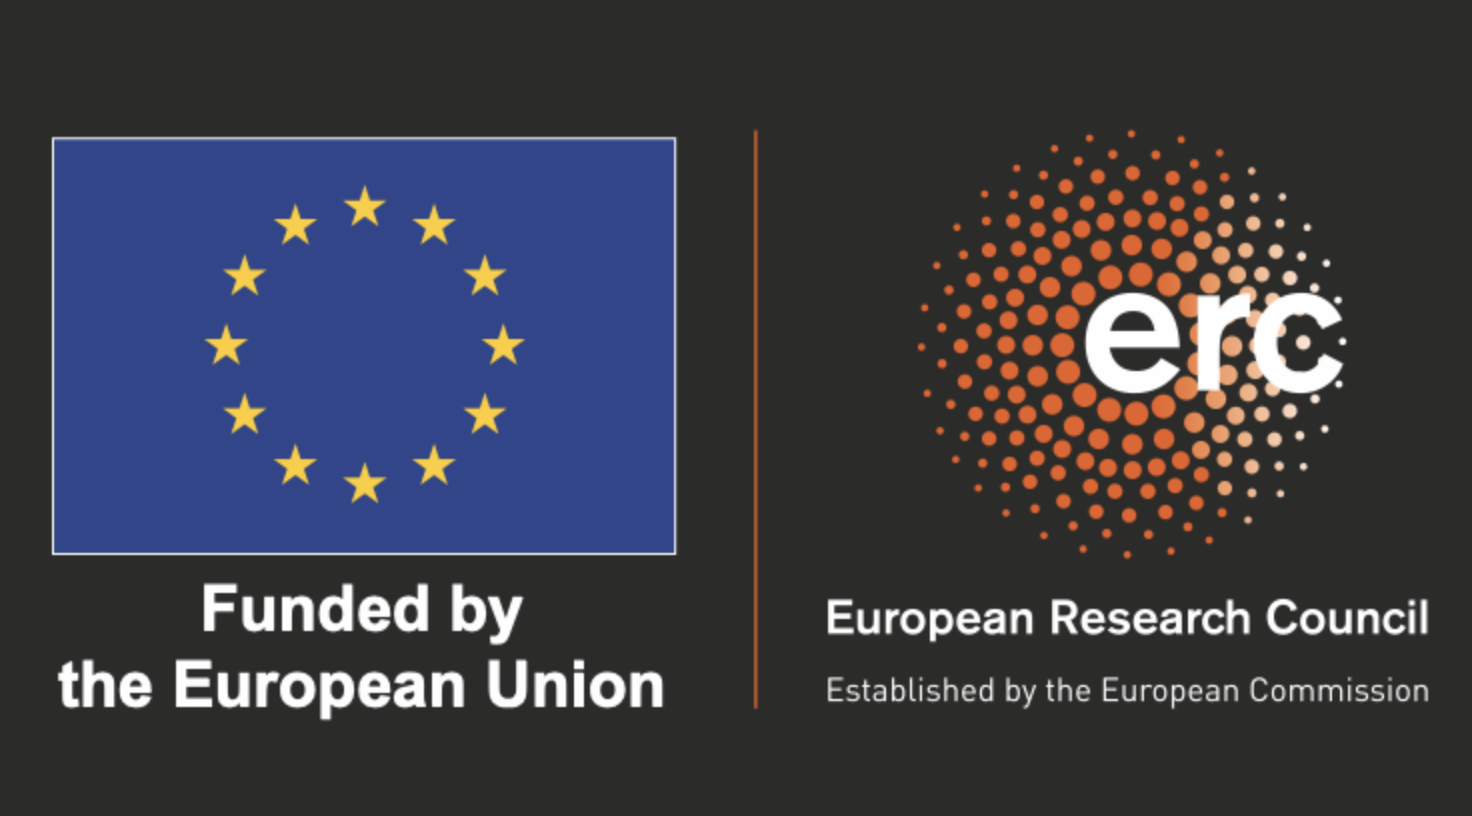 Funded by
the European Union
erc
European Research Council
Established by the European Commission